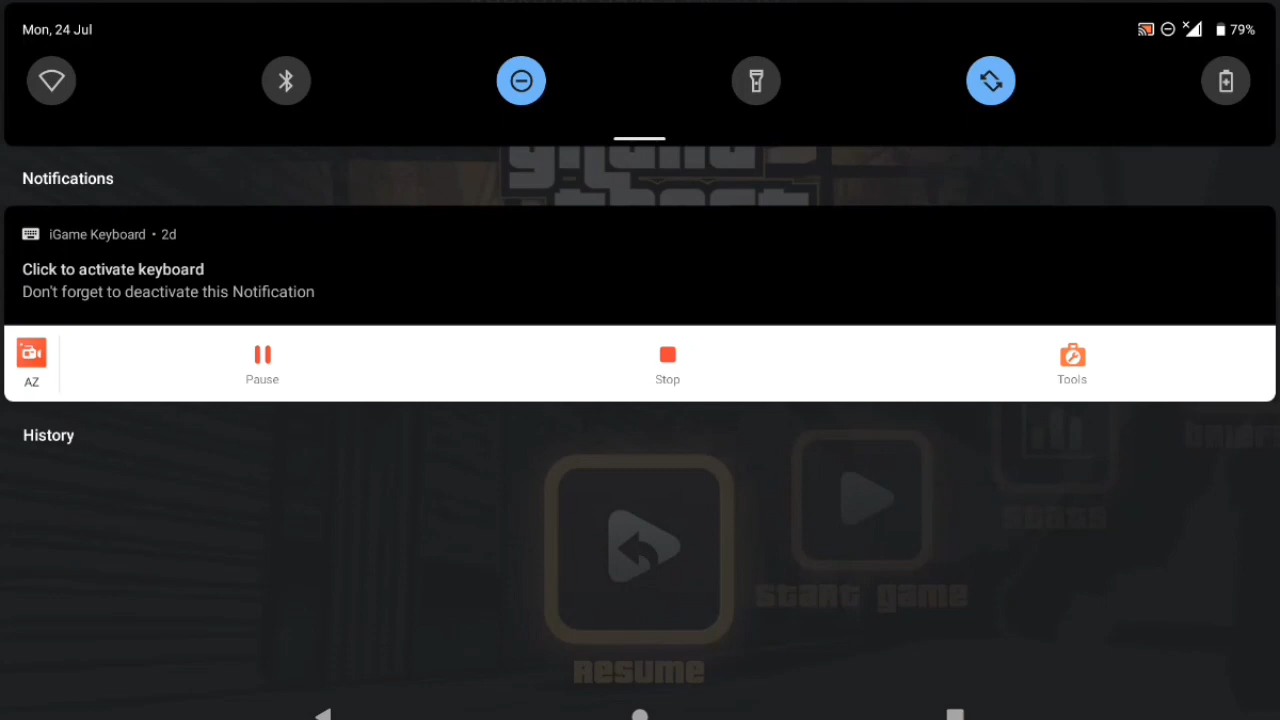 Mon, 24 Jul
79%
Notifications
iGame Keyboard • 2d
Click to activate keyboard
Don't forget to deactivate this Notification
AZ
Pause
Stop
Tools
History
start game
Resume